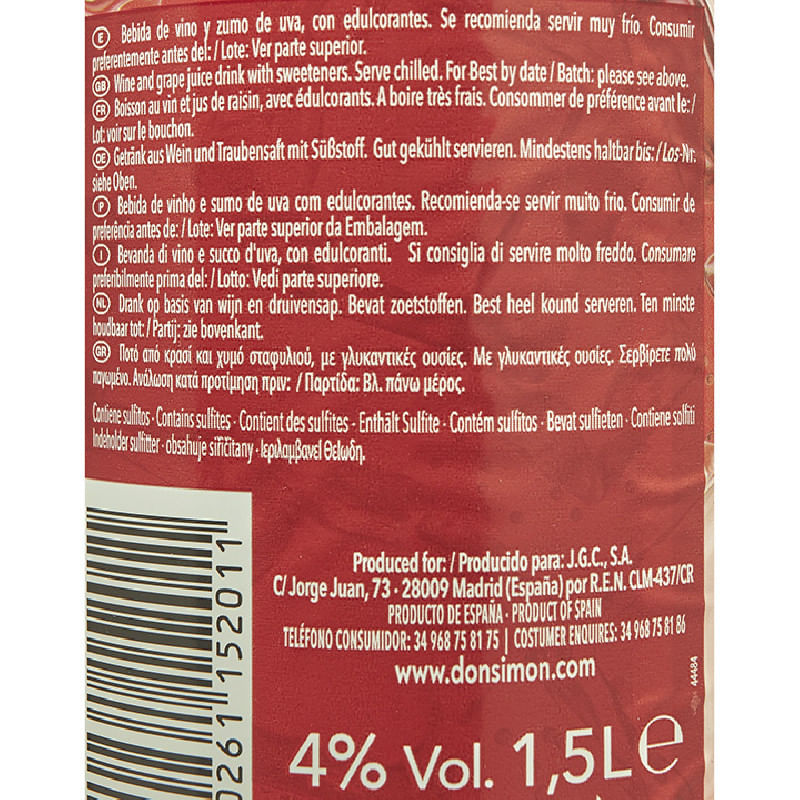 E Bebida de vino y zumo de uva, con edulcorantes. Se recomienda servir muy frío. Consumir
preferentemente antes del: / Lote: Ver parte superior.
GB Wine and grape juice drink with sweeteners. Serve chilled. For Best by date / Batch: please see above.
FR Boisson au vin et jus de raisin, avec édulcorants. A boire très frais. Consommer de préférence avant le: /
Lot: voir sur le bouchon.
DE Getränk aus Wein und Traubensaft mit Süßstoff. Gut gekühlt servieren. Mindestens haltbar bis: / Los-Nr:
siehe Oben.
P Bebida de vinho e sumo de uva com edulcorantes. Recomenda-se servir muito frio. Consumir de
preferência antes de: / Lote: Ver parte superior da Embalagem.
I Bevanda di vino e succo d'uva, con edulcoranti. Si consiglia di servire molto freddo. Consumare
preferibilmente prima del: / Lotto: Vedi parte superiore.
NL Drank op basis van wijn en druivensap. Bevat zoetstoffen. Best heel kound serveren. Ten minste
houdbaar tot: / Partij: zie bovenkant.
GR Ποτό από κρασί και χυμό σταφυλιού, με γλυκαντικές ουσίες. Με γλυκαντικές ουσίες. Σερβίρετε πολύ
παγωμένο. Ανάλωση κατά προτίμηση πριν: / Παρτίδα: Βλ. πάνω μέρος.
Contiene sulfitos · Contains sulfites · Contient des sulfites · Enthält Sulfite · Contém sulfitos · Bevat sulfieten · Contiene solfiti
Indeholder sulfitter · obsahuje siřičitany · Ιεριλαμβανεί Θειωδη.
Produced for: / Producido para: J.G.C., S.A.
C/ Jorge Juan, 73 · 28009 Madrid (España) por R.E.N. CLM-437/CR
PRODUCTO DE ESPAÑA · PRODUCT OF SPAIN
TELÉFONO CONSUMIDOR: 34 968 75 81 75 | COSTUMER ENQUIRES: 34 968 75 81 86
www.donsimon.com
44484
4% Vol. 1,5L e
0261152011